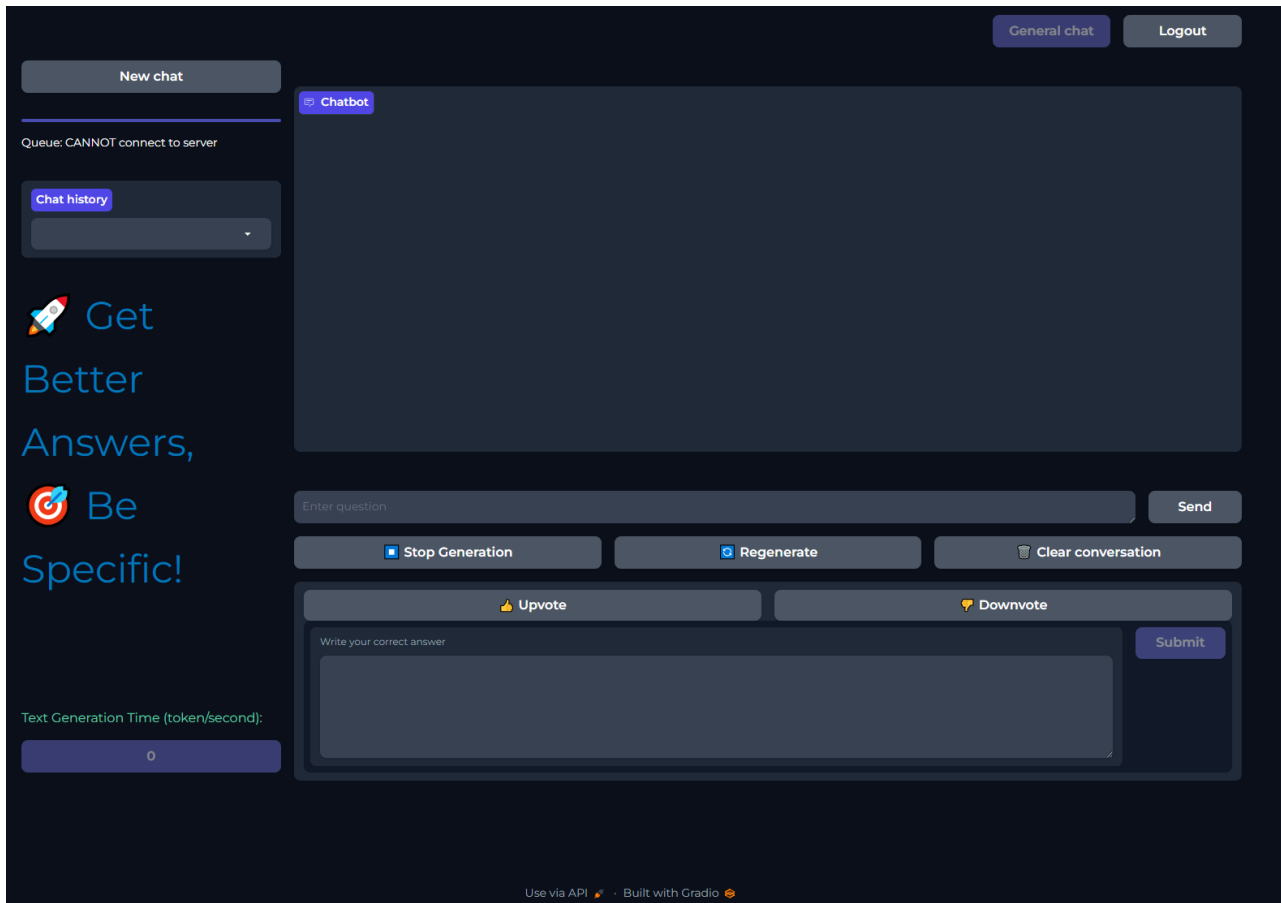 General chat
Logout
New chat
Queue: CANNOT connect to server
Chat history
🚀 Get
Better
Answers,
🎯 Be
Specific!
Text Generation Time (token/second):
0
Chatbot
Enter question
Send
Stop Generation
Regenerate
Clear conversation
👍 Upvote
👎 Downvote
Write your correct answer
Submit
Use via API 🚀 · Built with Gradio